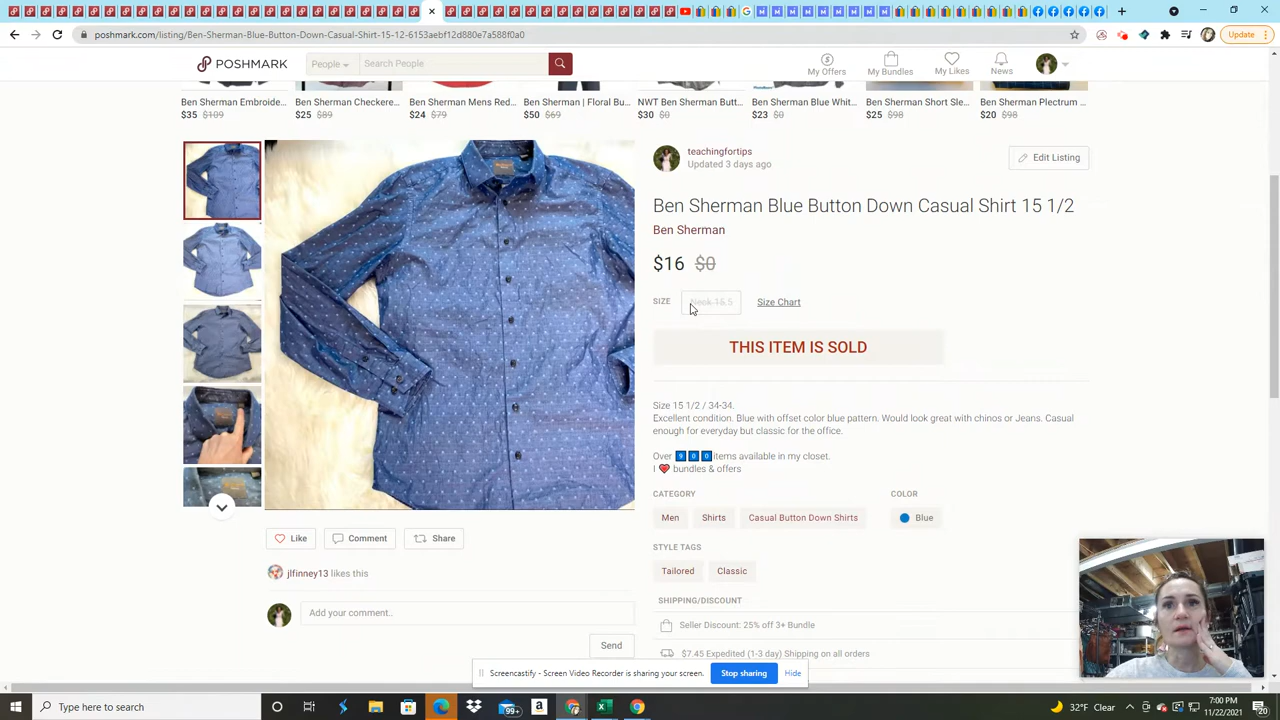 poshmark.com/listing/Ben-Sherman-Blue-Button-Down-Casual-Shirt-15-12-6153aebf12d880e7a588f0a0
Update
POSHMARK
People
Search People
My Offers
My Bundles
My Likes
News
Ben Sherman Embroide...
Ben Sherman Checkere...
Ben Sherman Mens Red...
Ben Sherman | Floral Bu...
NWT Ben Sherman Butt...
Ben Sherman Blue Whit...
Ben Sherman Short Sle...
Ben Sherman Plectrum ...
$35 $109
$25 $89
$24 $79
$50 $69
$30 $0
$23 $0
$25 $98
$20 $98
teachingfortips
Updated 3 days ago
Edit Listing
Ben Sherman Blue Button Down Casual Shirt 15 1/2
Ben Sherman
$16 $0
SIZE
Neck 15.5
Size Chart
THIS ITEM IS SOLD
Size 15 1/2 / 34-34.
Excellent condition. Blue with offset color blue pattern. Would look great with chinos or Jeans. Casual
enough for everyday but classic for the office.
Over 9 0 0 items available in my closet.
I ❤️ bundles & offers
CATEGORY
COLOR
Men
Shirts
Casual Button Down Shirts
Blue
STYLE TAGS
Tailored
Classic
SHIPPING/DISCOUNT
Seller Discount: 25% off 3+ Bundle
$7.45 Expedited (1-3 day) Shipping on all orders
Like
Comment
Share
jlfinney13 likes this
Add your comment..
Send
Screencastify - Screen Video Recorder is sharing your screen.
Stop sharing
Hide
Type here to search
99+
32°F Clear
7:00 PM
11/22/2021
20